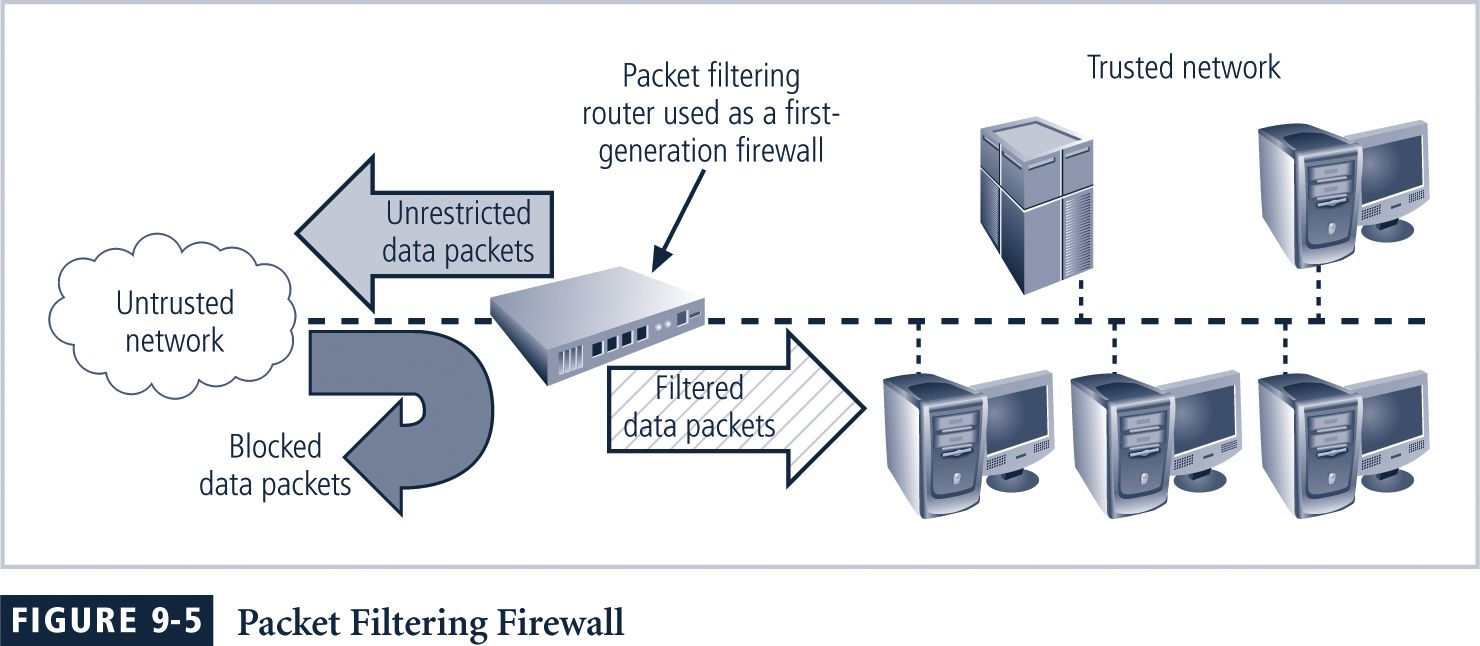 Packet filtering
router used as a first-
generation firewall
Trusted network
Unrestricted
data packets
Untrusted
network
Filtered
data packets
Blocked
data packets
FIGURE 9-5 Packet Filtering Firewall